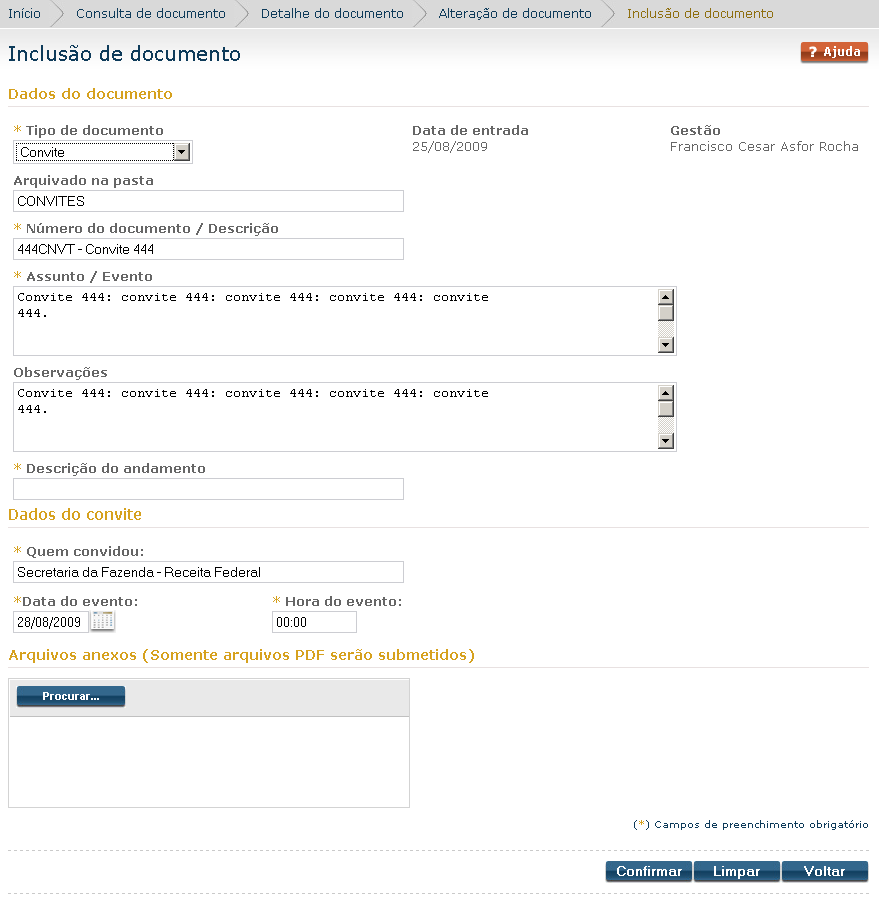 Início Consulta de documento Detalhe do documento Alteração de documento Inclusão de documento
Inclusão de documento
? Ajuda
Dados do documento
* Tipo de documento Data de entrada Gestão
Convite 25/08/2009 Francisco Cesar Asfor Rocha
Arquivado na pasta
CONVITES
* Número do documento / Descrição
444CNVT - Convite 444
* Assunto / Evento
Convite 444: convite 444: convite 444: convite 444: convite
444.
Observações
Convite 444: convite 444: convite 444: convite 444: convite
444.
* Descrição do andamento
Dados do convite
* Quem convidou:
Secretaria da Fazenda - Receita Federal
*Data do evento: * Hora do evento:
28/08/2009 00:00
Arquivos anexos (Somente arquivos PDF serão submetidos)
Procurar...
(*) Campos de preenchimento obrigatório
Confirmar Limpar Voltar